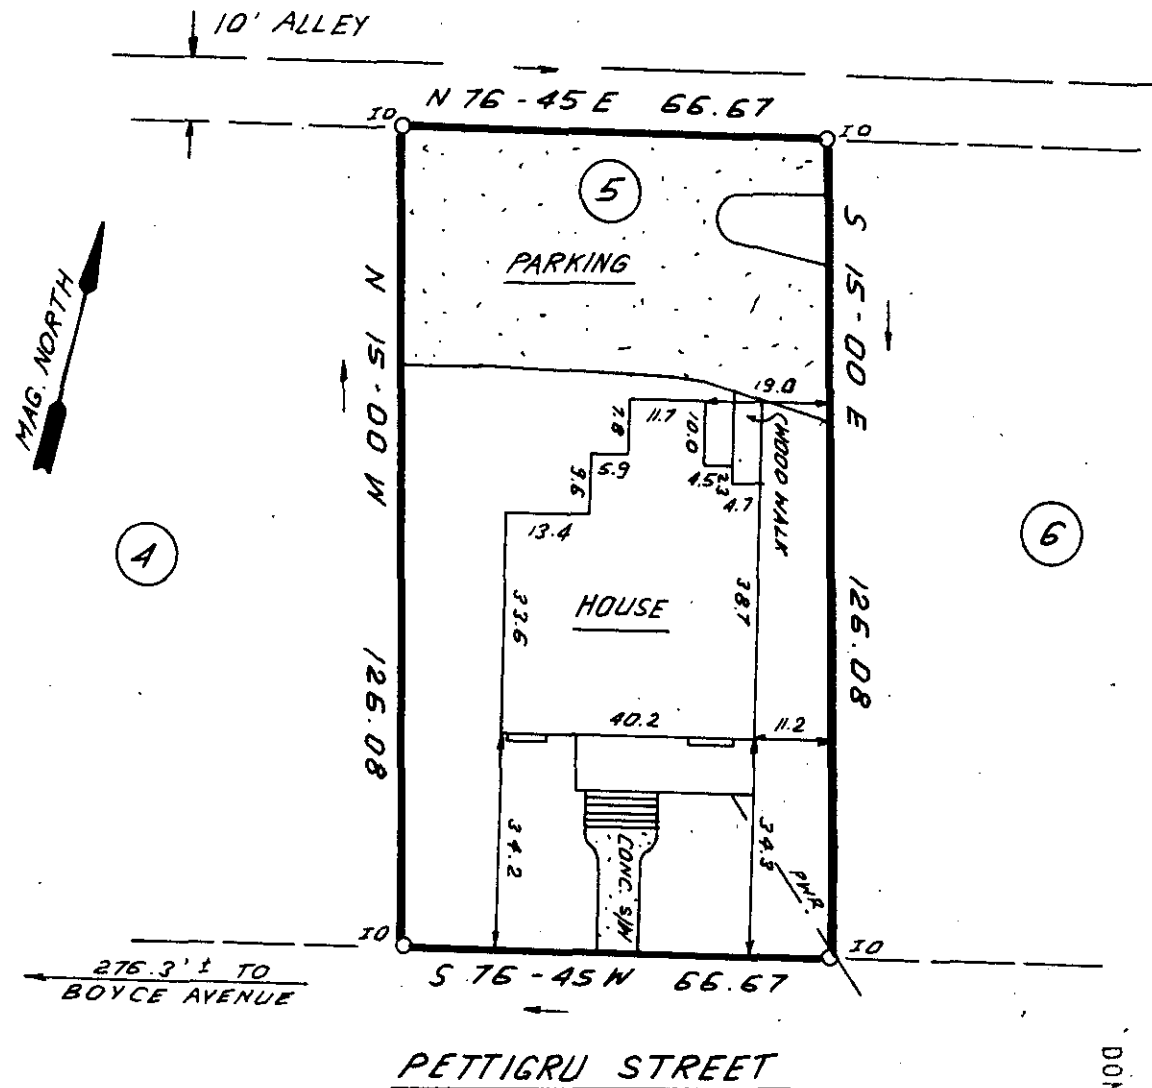 10' ALLEY
N 76-45 E 66.67
IO
IO
5
PARKING
MAG. NORTH
N 15-00 W
126.08
S 15-00 E
126.08
19.0
11.7
7.8
10.0
WOOD WALK
5.9
4.5
2.3
4.7
9.6
13.4
4
6
33.6
HOUSE
38.7
40.2
11.2
34.2
34.3
CONC. S/W
PWR.
IO
IO
276.3'± TO
BOYCE AVENUE
S 76-45 W 66.67
PETTIGRU STREET